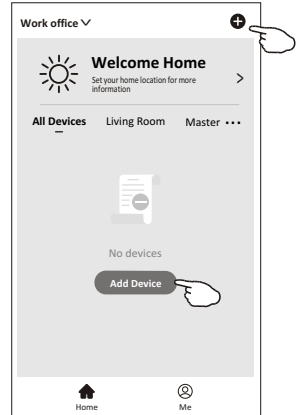 Work office
Welcome Home
Set your home location for more
information
All Devices Living Room Master
No devices
Add Device
Home Me